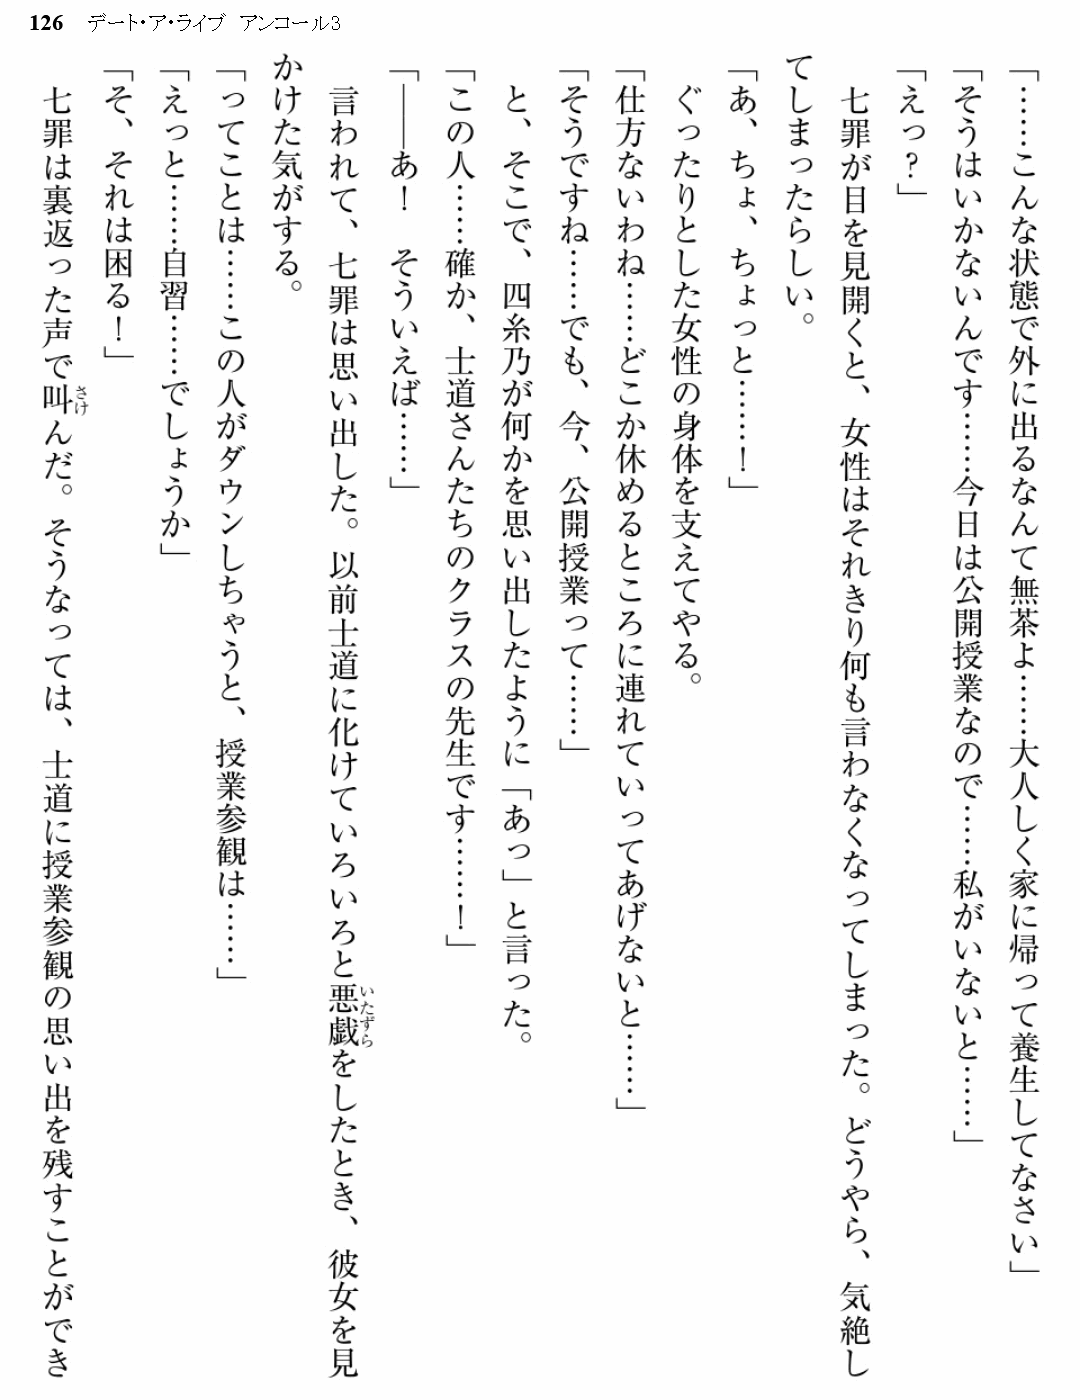 126 デート・ア・ライブ アンコール3
「……こんな状態で外に出るなんて無茶よ……大人しく家に帰って養生してなさい」
「そうはいかないんです……今日は公開授業なので……私がいないと……」
「えっ？」
　七罪が目を見開くと、女性はそれきり何も言わなくなってしまった。どうやら、気絶し
てしまったらしい。
「あ、ちょ、ちょっと……！」
　ぐったりとした女性の身体を支えてやる。
「仕方ないわね……どこか休めるところに連れていってあげないと……」
「そうですね……でも、今、公開授業って……」
　と、そこで、四糸乃が何かを思い出したように「あっ」と言った。
「この人……確か、士道さんたちのクラスの先生です……！」
「――あ！　そういえば……」
　言われて、七罪は思い出した。以前士道に化けていろいろと悪戯をしたとき、彼女を見
いたずら
かけた気がする。
「ってことは……この人がダウンしちゃうと、授業参観は……」
「えっと……自習……でしょうか」
「そ、それは困る！」
　七罪は裏返った声で叫んだ。そうなっては、士道に授業参観の思い出を残すことができ
さけ